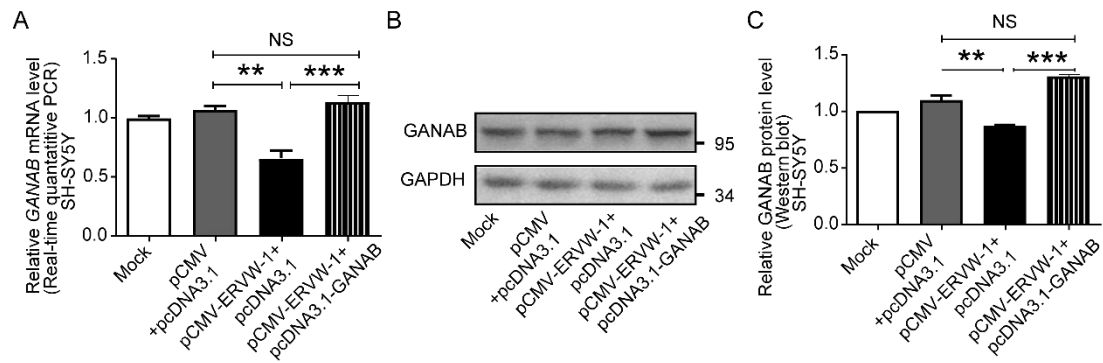 A
Relative GANAB mRNA level
(Real-time quantatitive PCR)
SH-SY5Y
1.5
1.0
0.5
0.0
NS
**
***
Mock
pCMV
+pcDNA3.1
pCMV-ERVW-1+
pcDNA3.1
pCMV-ERVW-1+
pcDNA3.1-GANAB
B
GANAB
95
GAPDH
34
Mock
pCMV
+pcDNA3.1
pCMV-ERVW-1+
pcDNA3.1
pCMV-ERVW-1+
pcDNA3.1-GANAB
C
Relative GANAB protein level
(Western blot)
SH-SY5Y
1.5
1.0
0.5
0.0
NS
**
***
Mock
pCMV
+pcDNA3.1
pCMV-ERVW-1+
pcDNA3.1
pCMV-ERVW-1+
pcDNA3.1-GANAB